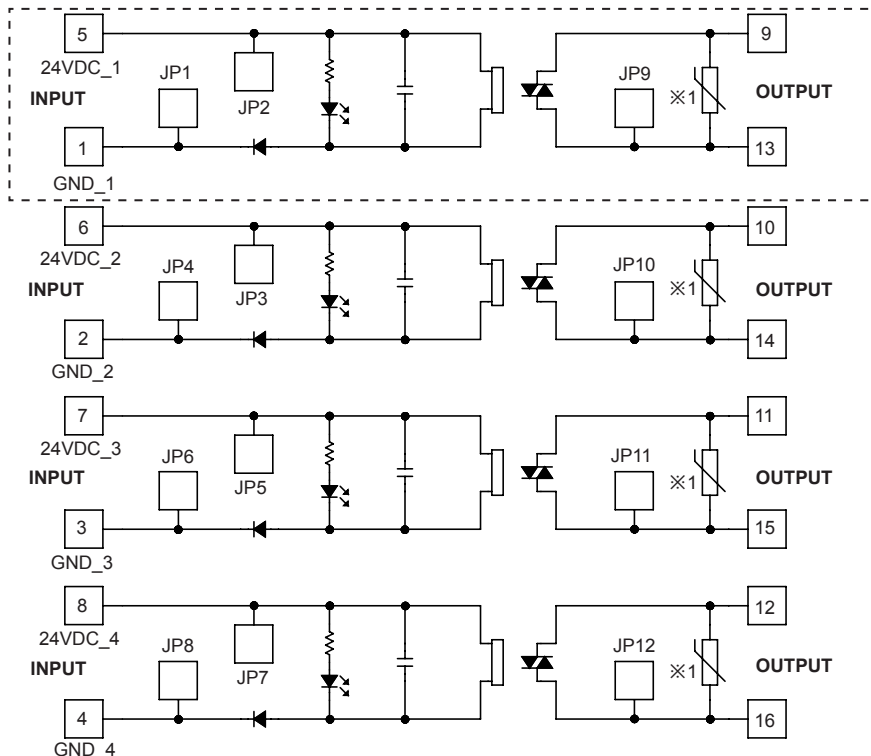 5 9
24VDC_1 JP1 JP2 JP9 ※1
INPUT OUTPUT
1 13
GND_1
6 10
24VDC_2 JP4 JP3 JP10 ※1
INPUT OUTPUT
2 14
GND_2
7 11
24VDC_3 JP6 JP5 JP11 ※1
INPUT OUTPUT
3 15
GND_3
8 12
24VDC_4 JP8 JP7 JP12 ※1
INPUT OUTPUT
4 16
GND_4